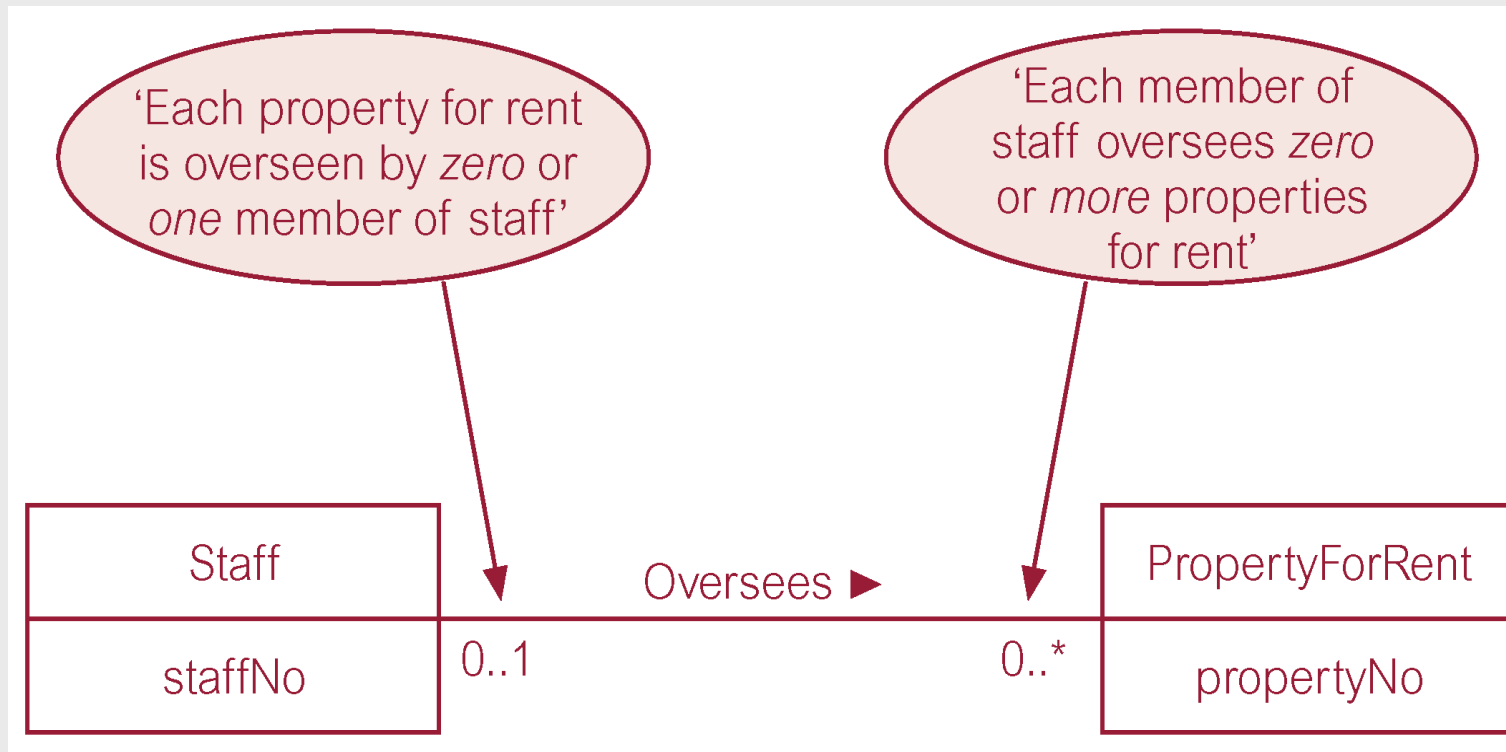 ‘Each property for rent
is overseen by zero or
one member of staff’
‘Each member of
staff oversees zero
or more properties
for rent’
Staff
staffNo
Oversees ►
0..1
0..*
PropertyForRent
propertyNo